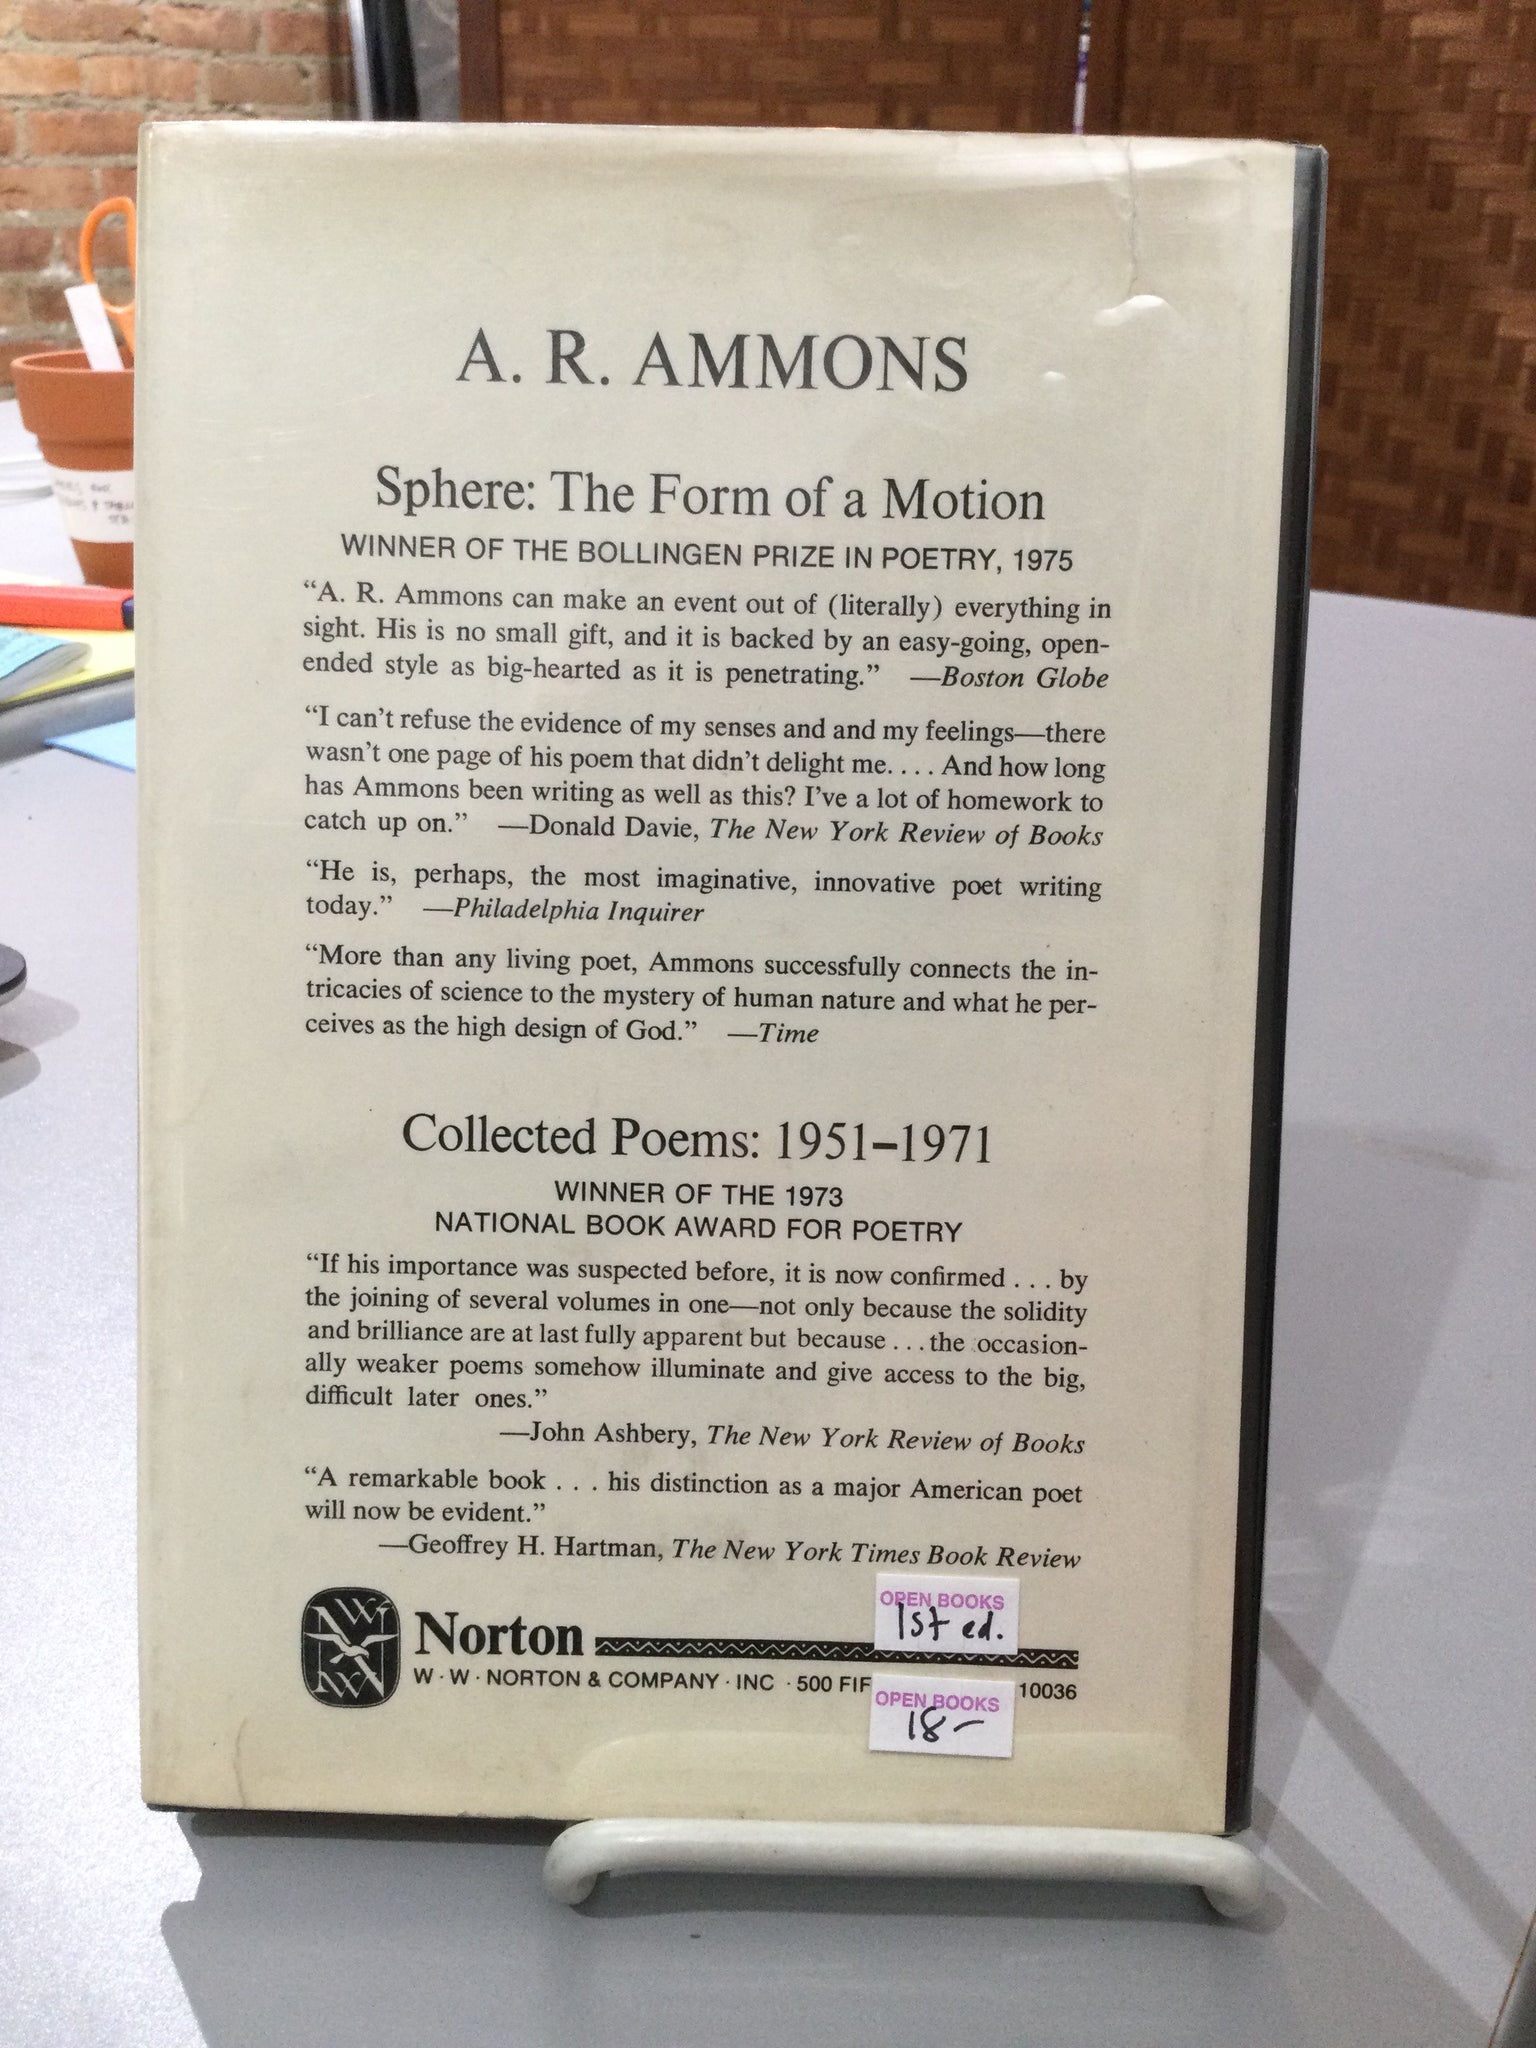 A. R. AMMONS
Sphere: The Form of a Motion
WINNER OF THE BOLLINGEN PRIZE IN POETRY, 1975
“A. R. Ammons can make an event out of (literally) everything in
sight. His is no small gift, and it is backed by an easy-going, open-
ended style as big-hearted as it is penetrating.” —Boston Globe
“I can’t refuse the evidence of my senses and and my feelings—there
wasn’t one page of his poem that didn’t delight me. . . . And how long
has Ammons been writing as well as this? I’ve a lot of homework to
catch up on.” —Donald Davie, The New York Review of Books
“He is, perhaps, the most imaginative, innovative poet writing
today.” —Philadelphia Inquirer
“More than any living poet, Ammons successfully connects the in-
tricacies of science to the mystery of human nature and what he per-
ceives as the high design of God.” —Time
Collected Poems: 1951–1971
WINNER OF THE 1973
NATIONAL BOOK AWARD FOR POETRY
“If his importance was suspected before, it is now confirmed . . . by
the joining of several volumes in one—not only because the solidity
and brilliance are at last fully apparent but because . . . the occasion-
ally weaker poems somehow illuminate and give access to the big,
difficult later ones.”
—John Ashbery, The New York Review of Books
“A remarkable book . . . his distinction as a major American poet
will now be evident.”
—Geoffrey H. Hartman, The New York Times Book Review
OPEN BOOKS
1st ed.
Norton
W · W · NORTON & COMPANY · INC · 500 FIF 10036
OPEN BOOKS
18–